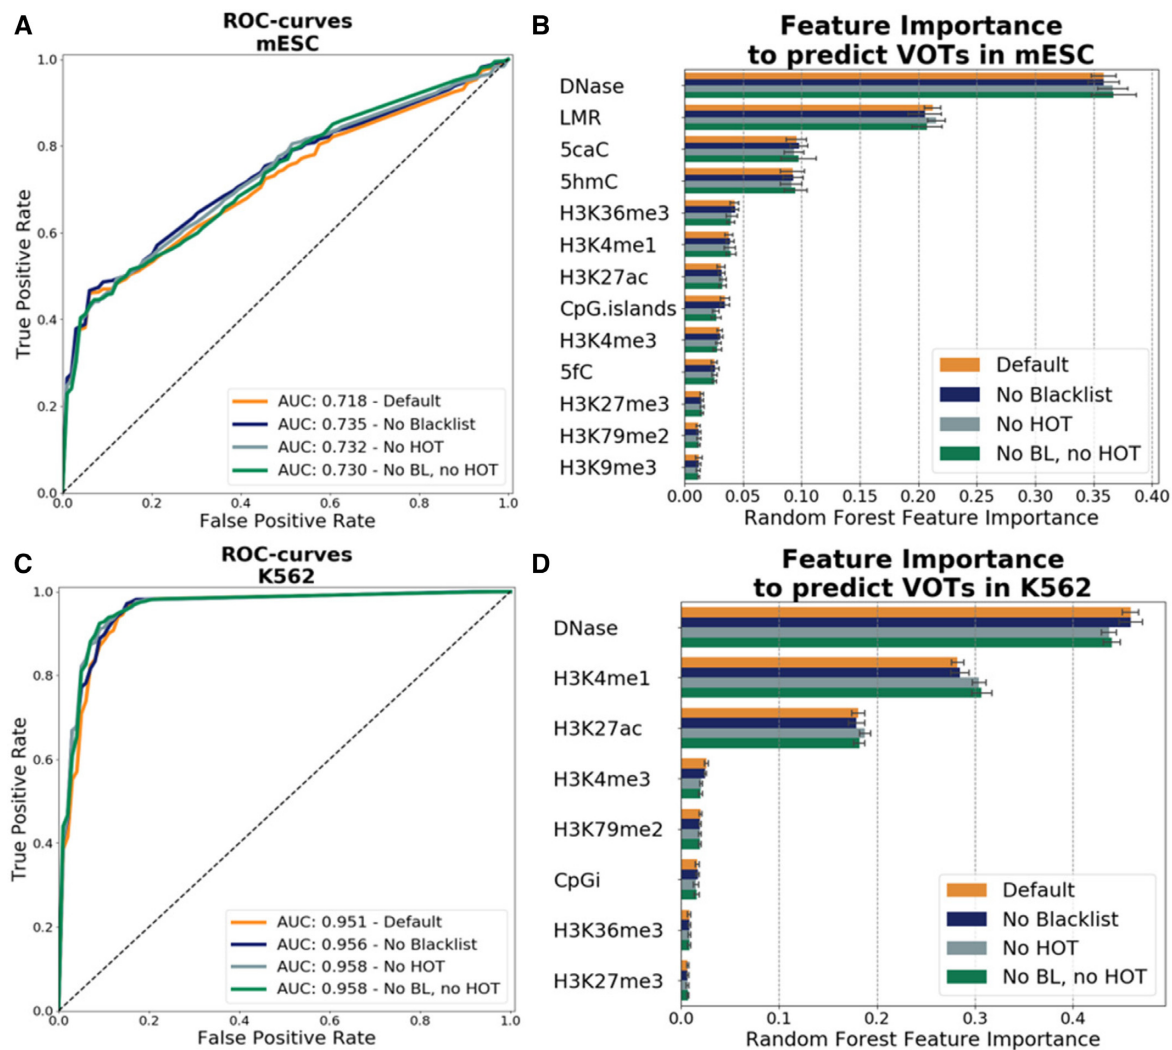 A
ROC-curves
mESC
True Positive Rate
1.0
0.8
0.6
0.4
0.2
0.0
0.0 0.2 0.4 0.6 0.8 1.0
False Positive Rate
AUC: 0.718 - Default
AUC: 0.735 - No Blacklist
AUC: 0.732 - No HOT
AUC: 0.730 - No BL, no HOT
B
Feature Importance
to predict VOTs in mESC
DNase
LMR
5caC
5hmC
H3K36me3
H3K4me1
H3K27ac
CpG.islands
H3K4me3
5fC
H3K27me3
H3K79me2
H3K9me3
Default
No Blacklist
No HOT
No BL, no HOT
0.00 0.05 0.10 0.15 0.20 0.25 0.30 0.35 0.40
Random Forest Feature Importance
C
ROC-curves
K562
True Positive Rate
1.0
0.8
0.6
0.4
0.2
0.0
0.0 0.2 0.4 0.6 0.8 1.0
False Positive Rate
AUC: 0.951 - Default
AUC: 0.956 - No Blacklist
AUC: 0.958 - No HOT
AUC: 0.958 - No BL, no HOT
D
Feature Importance
to predict VOTs in K562
DNase
H3K4me1
H3K27ac
H3K4me3
H3K79me2
CpGi
H3K36me3
H3K27me3
Default
No Blacklist
No HOT
No BL, no HOT
0.0 0.1 0.2 0.3 0.4
Random Forest Feature Importance